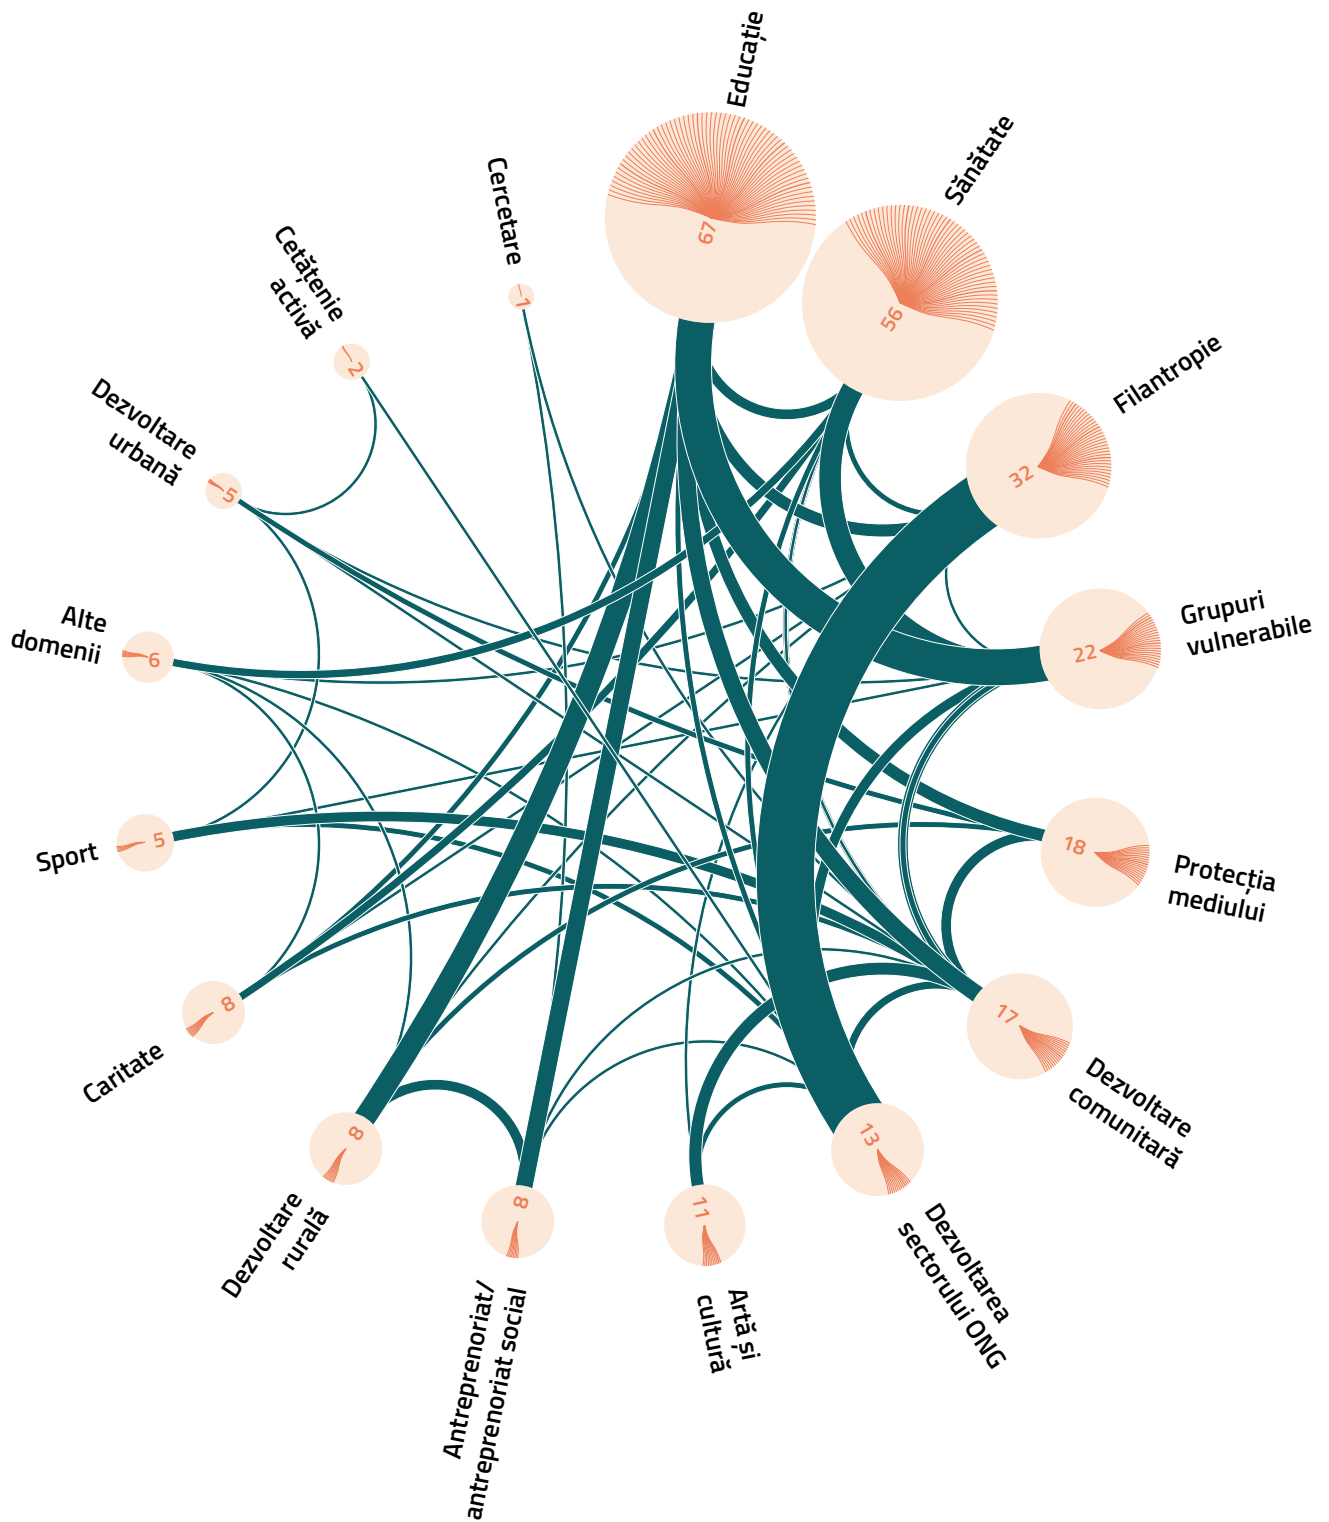 Educație
67
Sănătate
56
Filantropie
32
Grupuri
vulnerabile
22
Protecția
mediului
18
Dezvoltare
comunitară
17
Dezvoltarea
sectorului ONG
13
Artă și
cultură
11
Antreprenoriat/
antreprenoriat social
8
Dezvoltare
rurală
8
Caritate
8
Sport
5
Alte
domenii
6
Dezvoltare
urbană
5
Cetățenie
activă
2
Cercetare
1